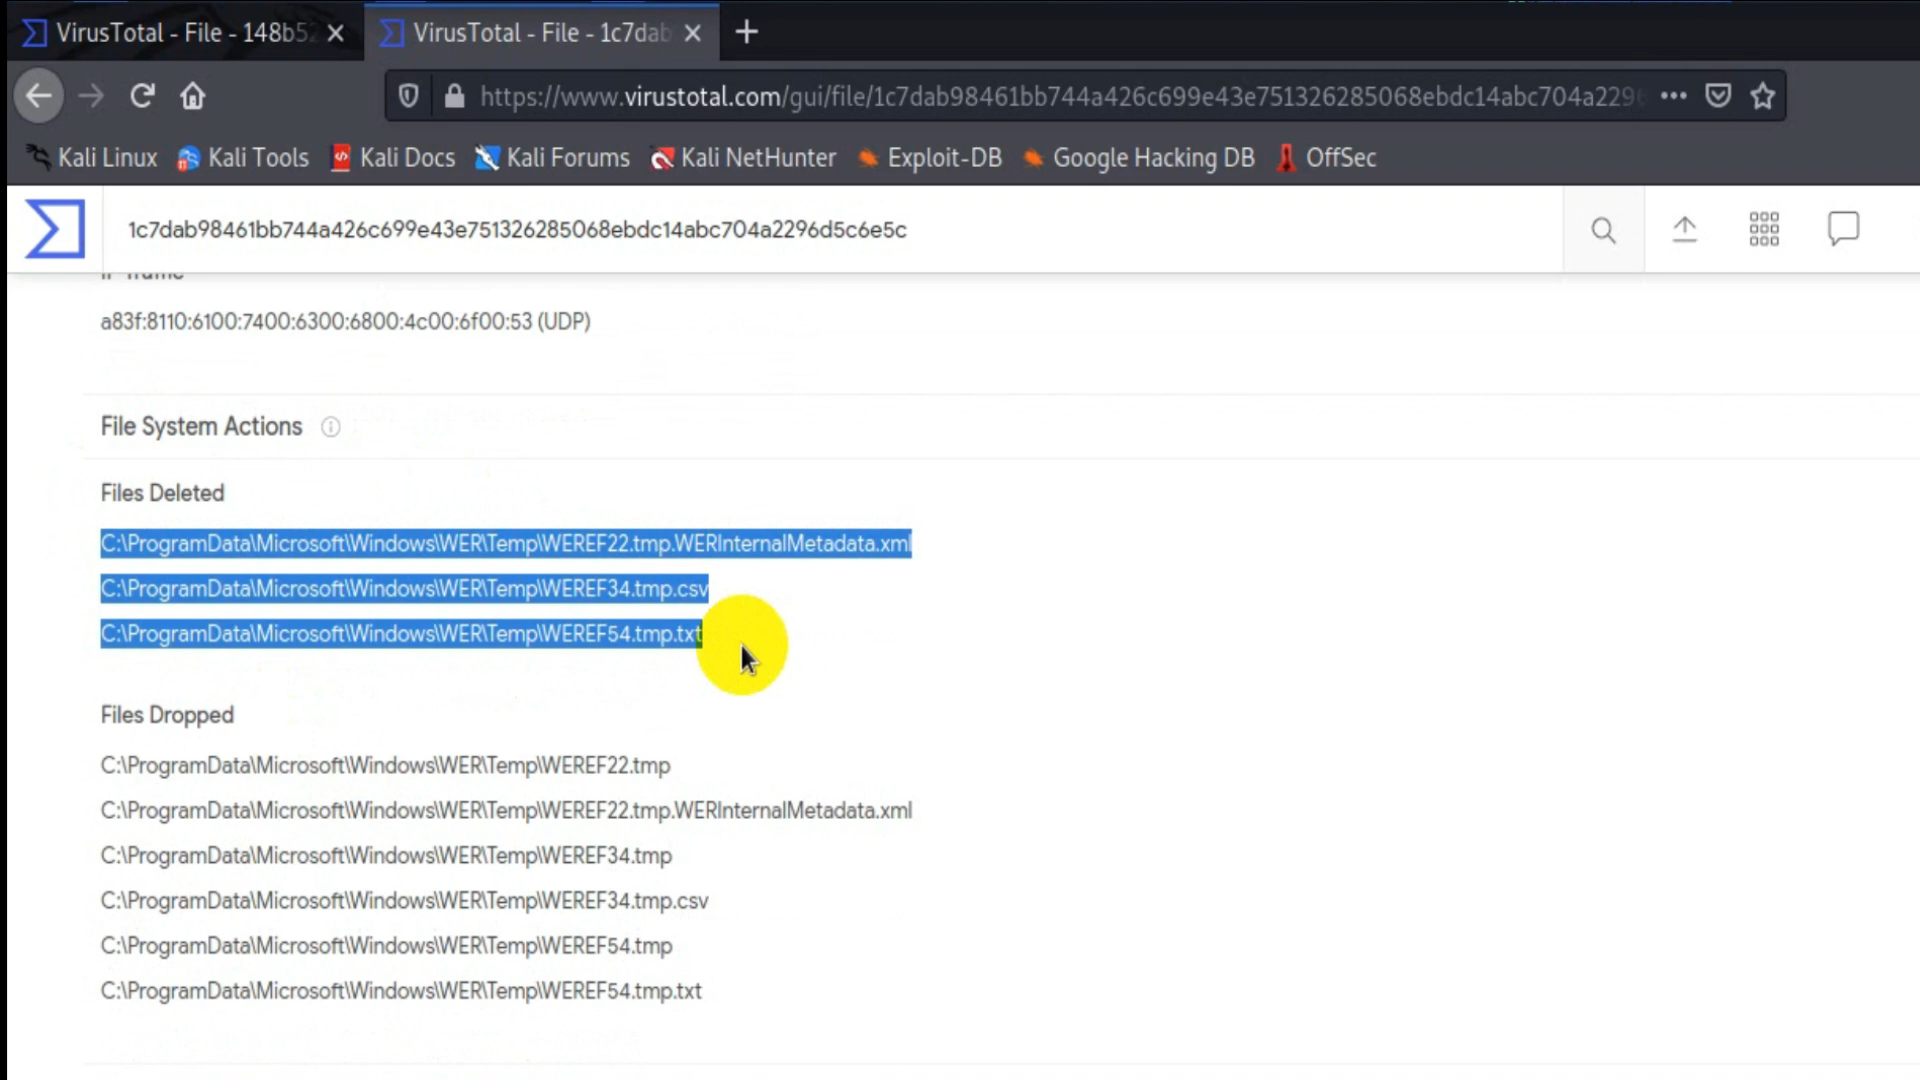 VirusTotal - File - 148b52
VirusTotal - File - 1c7dab
https://www.virustotal.com/gui/file/1c7dab98461bb744a426c699e43e751326285068ebdc14abc704a2296
Kali Linux Kali Tools Kali Docs Kali Forums Kali NetHunter Exploit-DB Google Hacking DB OffSec
1c7dab98461bb744a426c699e43e751326285068ebdc14abc704a2296d5c6e5c
a83f:8110:6100:7400:6300:6800:4c00:6f00:53 (UDP)
File System Actions
Files Deleted
C:\ProgramData\Microsoft\Windows\WER\Temp\WEREF22.tmp.WERInternalMetadata.xml
C:\ProgramData\Microsoft\Windows\WER\Temp\WEREF34.tmp.csv
C:\ProgramData\Microsoft\Windows\WER\Temp\WEREF54.tmp.txt
Files Dropped
C:\ProgramData\Microsoft\Windows\WER\Temp\WEREF22.tmp
C:\ProgramData\Microsoft\Windows\WER\Temp\WEREF22.tmp.WERInternalMetadata.xml
C:\ProgramData\Microsoft\Windows\WER\Temp\WEREF34.tmp
C:\ProgramData\Microsoft\Windows\WER\Temp\WEREF34.tmp.csv
C:\ProgramData\Microsoft\Windows\WER\Temp\WEREF54.tmp
C:\ProgramData\Microsoft\Windows\WER\Temp\WEREF54.tmp.txt